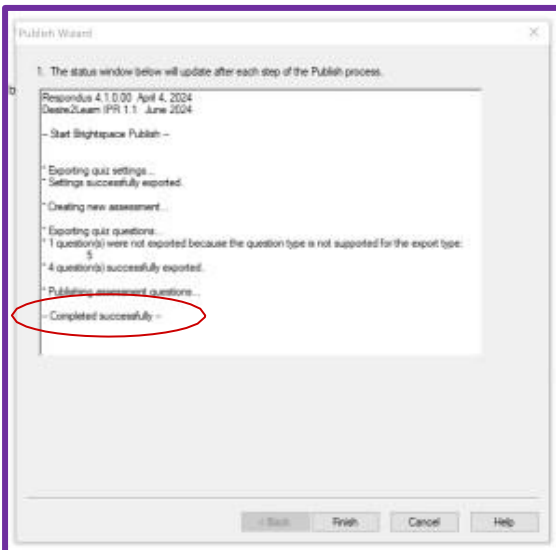 Publish Wizard
1. The status window below will update after each step of the Publish process.
b
Respondus 4.1.0.00 April 4, 2024
Desire2Learn IPR 1.1 June 2024
-- Start Brightspace Publish --
* Exporting quiz settings...
* Settings successfully exported.
* Creating new assessment...
* Exporting quiz questions...
* 1 question(s) were not exported because the question type is not supported for the export type:
5
* 4 question(s) successfully exported.
* Publishing assessment questions...
-- Completed successfully --
< Back Finish Cancel Help